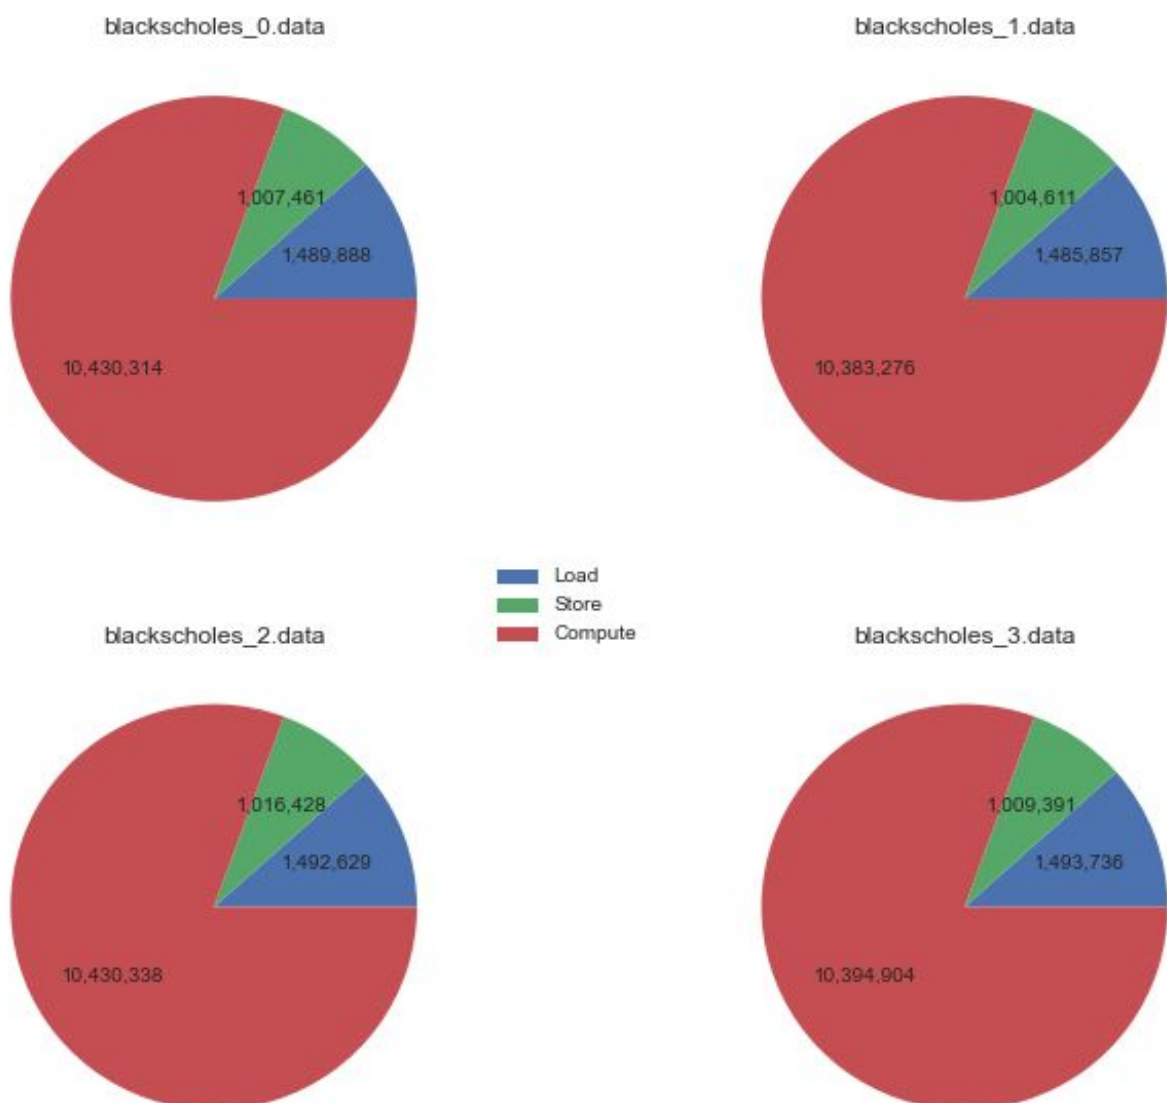 blackscholes_0.data
1,007,461
1,489,888
10,430,314
blackscholes_1.data
1,004,611
1,485,857
10,383,276
Load
Store
Compute
blackscholes_2.data
1,016,428
1,492,629
10,430,338
blackscholes_3.data
1,009,391
1,493,736
10,394,904